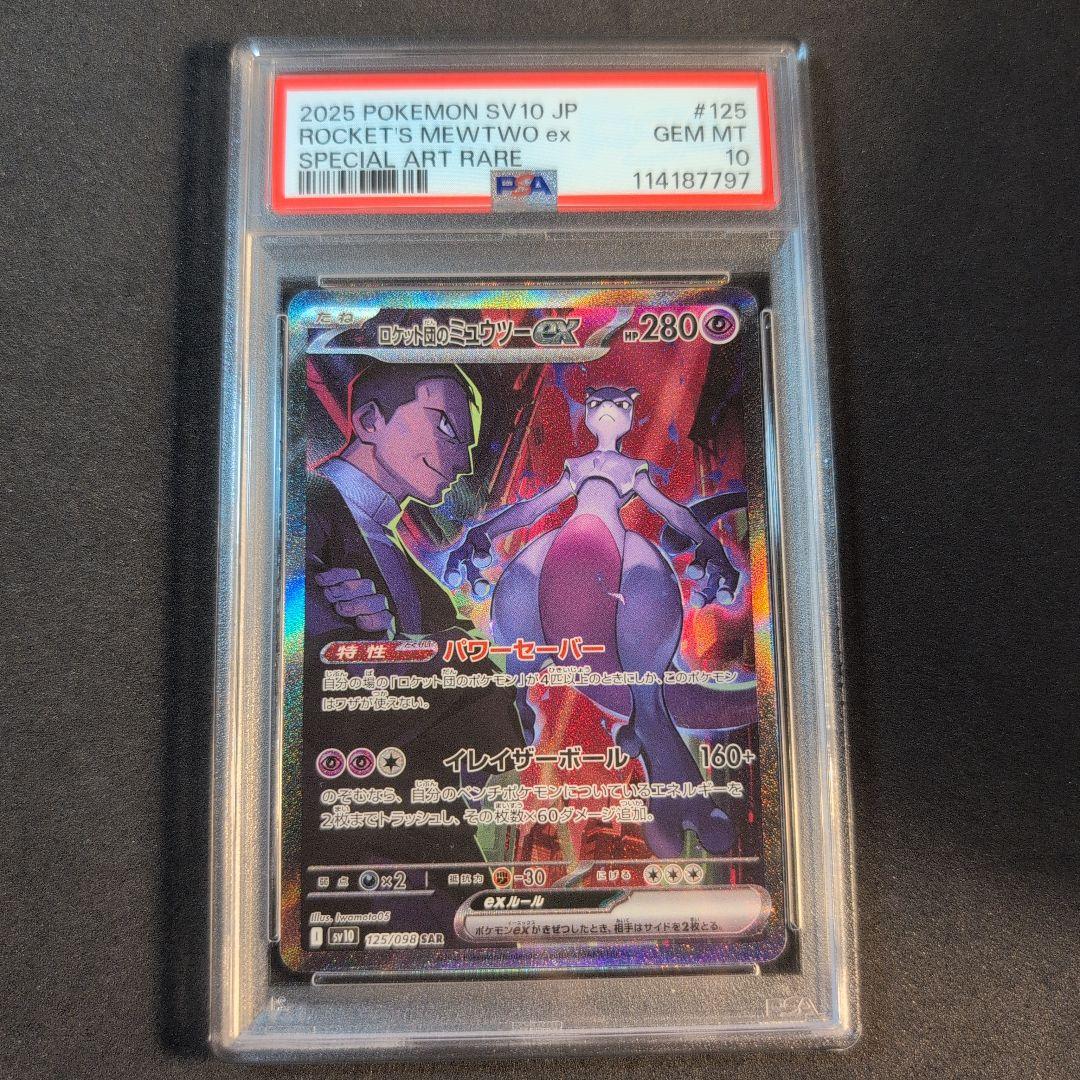 2025 POKEMON SV10 JP #125
ROCKET'S MEWTWO ex GEM MT
SPECIAL ART RARE 10
PSA 114187797
たね ロケット団のミュウツーex HP280
特性 パワーセーバー
自分の場の「ロケット団のポケモン」が4匹以上のときにしか、このポケモン
はワザが使えない。
イレイザーボール 160+
のぞむなら、自分のベンチポケモンについているエネルギーを
2枚までトラッシュし、その枚数×60ダメージ追加。
弱点 ×2 抵抗力 -30 にげる
exルール
ポケモンexがきぜつしたとき、相手はサイドを2枚とる。
Illus. Iwamoto05
I sv10 125/098 SAR
PSA